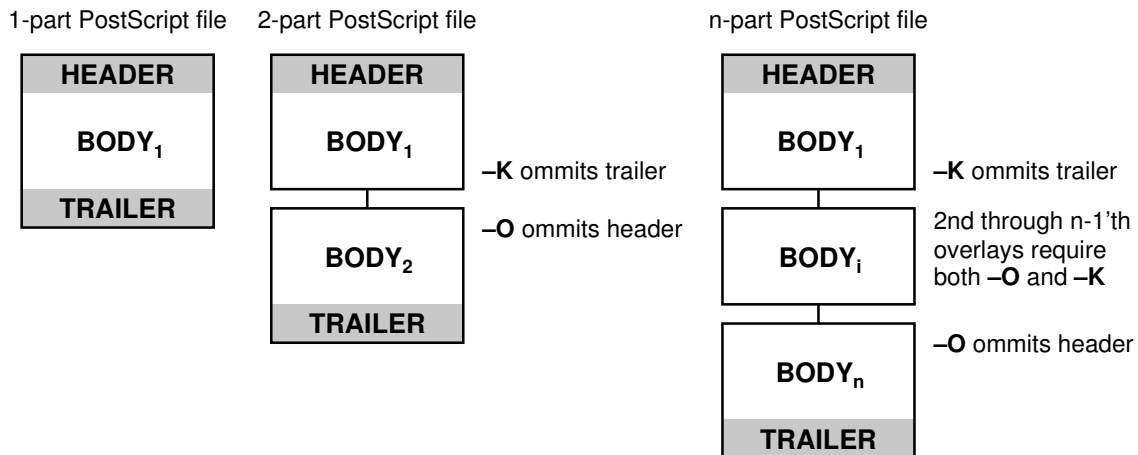 1-part PostScript file
HEADER
BODY1
TRAILER
2-part PostScript file
HEADER
BODY1
–K ommits trailer
–O ommits header
BODY2
TRAILER
n-part PostScript file
HEADER
BODY1
–K ommits trailer
BODYi
2nd through n-1'th
overlays require
both –O and –K
–O ommits header
BODYn
TRAILER